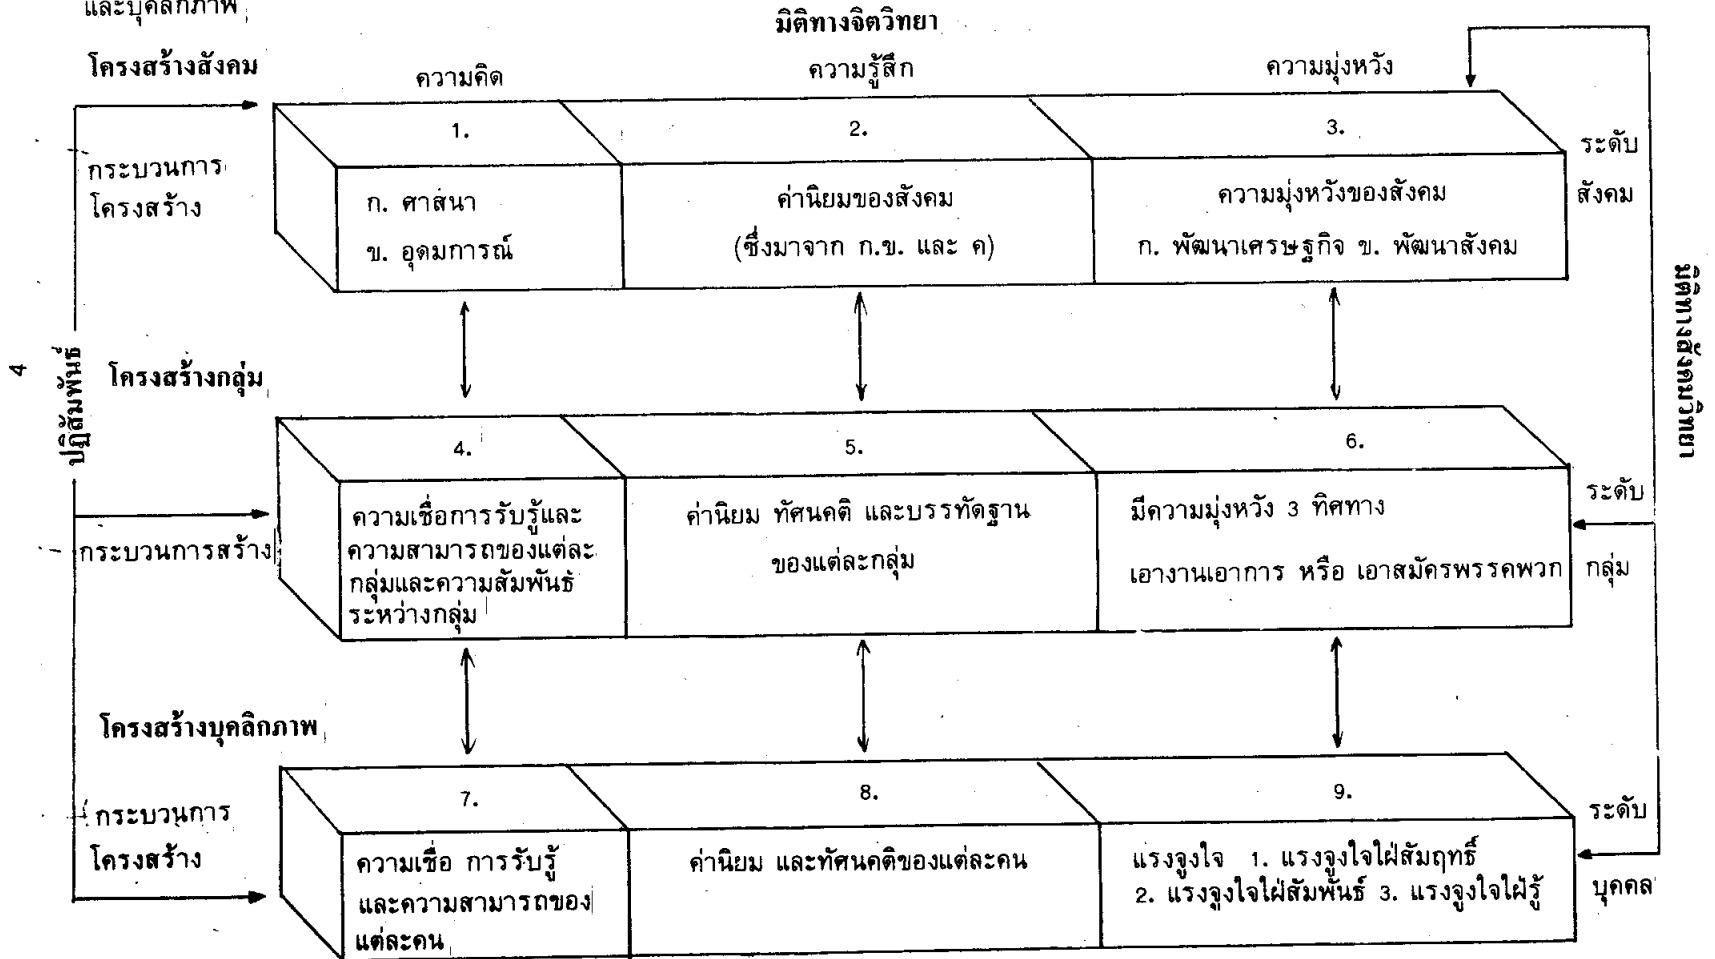 และบุคลิกภาพ
มิติทางจิตวิทยา
โครงสร้างสังคม
ความคิด
ความรู้สึก
ความมุ่งหวัง
1.
2.
3.
กระบวนการ
โครงสร้าง
ก. ศาสนา
ข. อุดมการณ์
ค่านิยมของสังคม
(ซึ่งมาจาก ก.ข. และ ค)
ความมุ่งหวังของสังคม
ก. พัฒนาเศรษฐกิจ ข. พัฒนาสังคม
ระดับ
สังคม
มิติทางสังคมวิทยา
4
ปฏิสัมพันธ์
โครงสร้างกลุ่ม
4.
5.
6.
กระบวนการสร้าง
ความเชื่อการรับรู้และ
ความสามารถของแต่ละ
กลุ่มและความสัมพันธ์
ระหว่างกลุ่ม
ค่านิยม ทัศนคติ และบรรทัดฐาน
ของแต่ละกลุ่ม
มีความมุ่งหวัง 3 ทิศทาง
เอางานเอาการ หรือ เอาสมัครพรรคพวก
ระดับ
กลุ่ม
โครงสร้างบุคลิกภาพ
7.
8.
9.
กระบวนการ
โครงสร้าง
ความเชื่อ การรับรู้
และความสามารถของ
แต่ละคน
ค่านิยม และทัศนคติของแต่ละคน
แรงจูงใจ 1. แรงจูงใจใฝ่สัมฤทธิ์
2. แรงจูงใจใฝ่สัมพันธ์ 3. แรงจูงใจใฝ่รู้
ระดับ
บุคคล